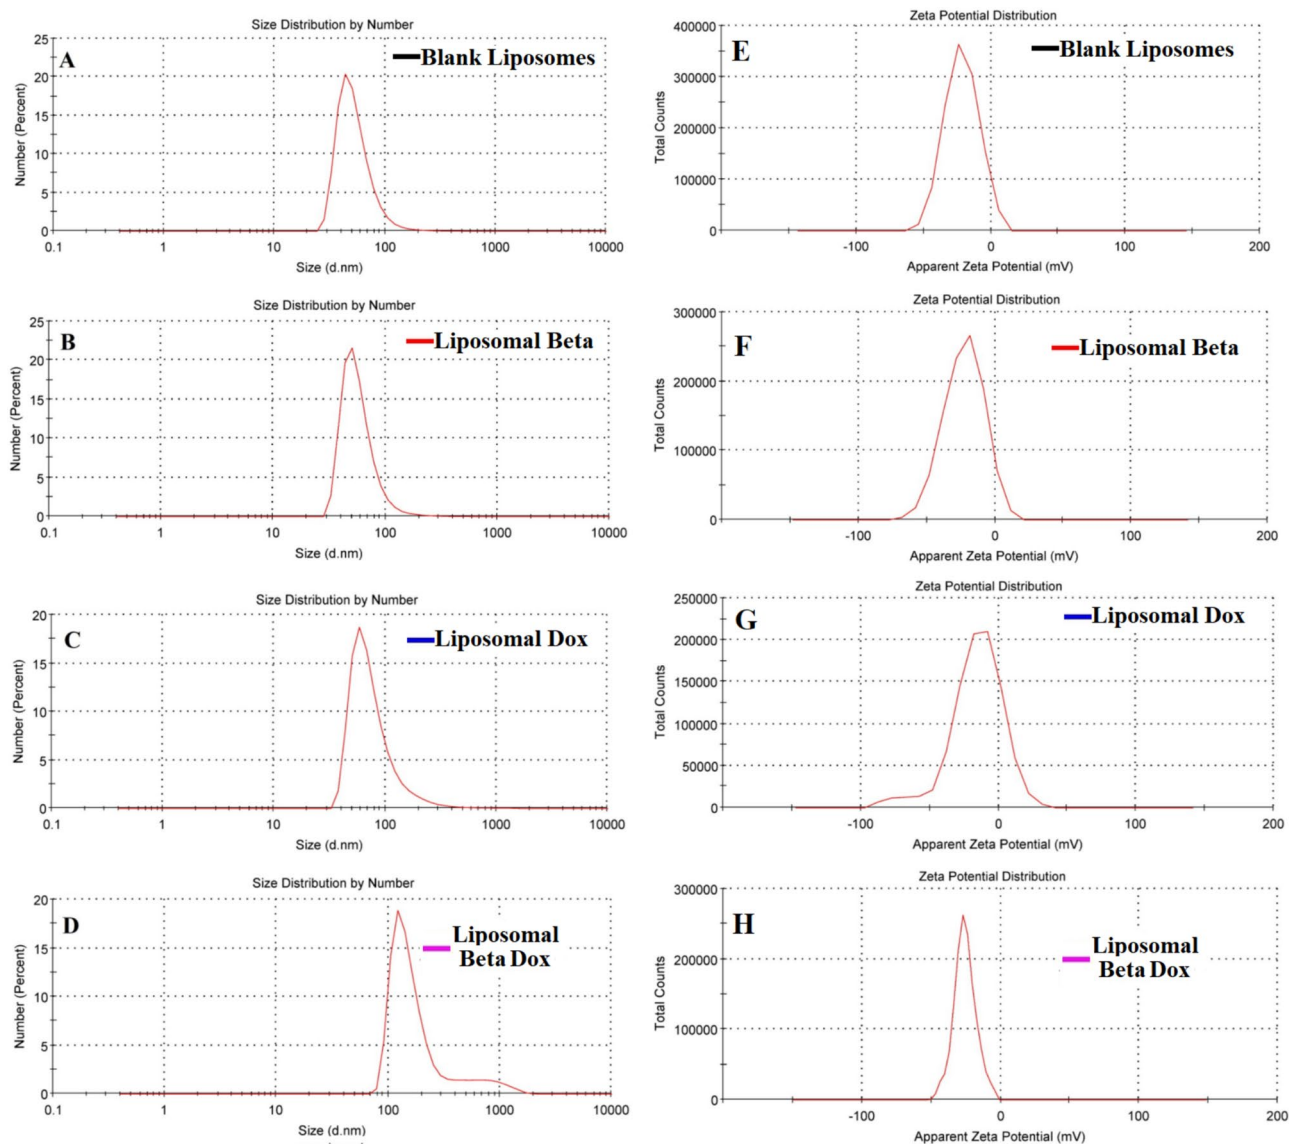 Size Distribution by Number
A
Blank Liposomes
25
20
15
10
5
0
Number (Percent)
0.1 1 10 100 1000 10000
Size (d.nm)
Zeta Potential Distribution
E
Blank Liposomes
400000
300000
200000
100000
0
Total Counts
-100 0 100 200
Apparent Zeta Potential (mV)
Size Distribution by Number
B
Liposomal Beta
25
20
15
10
5
0
Number (Percent)
0.1 1 10 100 1000 10000
Size (d.nm)
Zeta Potential Distribution
F
Liposomal Beta
300000
200000
100000
0
Total Counts
-100 0 100 200
Apparent Zeta Potential (mV)
Size Distribution by Number
C
Liposomal Dox
20
15
10
5
0
Number (Percent)
0.1 1 10 100 1000 10000
Size (d.nm)
Zeta Potential Distribution
G
Liposomal Dox
250000
200000
150000
100000
50000
0
Total Counts
-100 0 100 200
Apparent Zeta Potential (mV)
Size Distribution by Number
D
Liposomal
Beta Dox
20
15
10
5
0
Number (Percent)
0.1 1 10 100 1000 10000
Size (d.nm)
Zeta Potential Distribution
H
Liposomal
Beta Dox
300000
200000
100000
0
Total Counts
-100 0 100 200
Apparent Zeta Potential (mV)